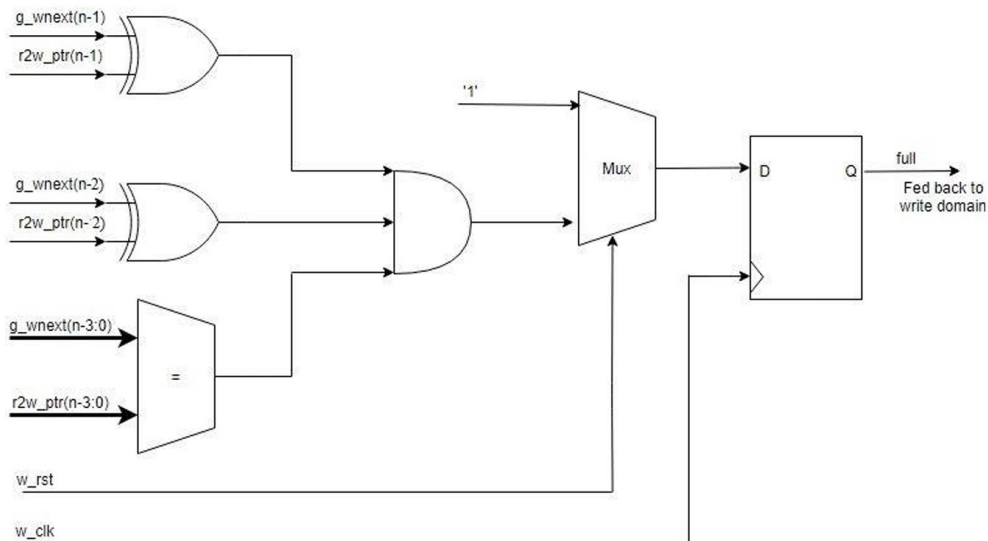 g_wnext(n-1)
r2w_ptr(n-1)
'1'
Mux
D
Q
full
Fed back to
write domain
g_wnext(n-2)
r2w_ptr(n-2)
g_wnext(n-3:0)
=
r2w_ptr(n-3:0)
w_rst
w_clk